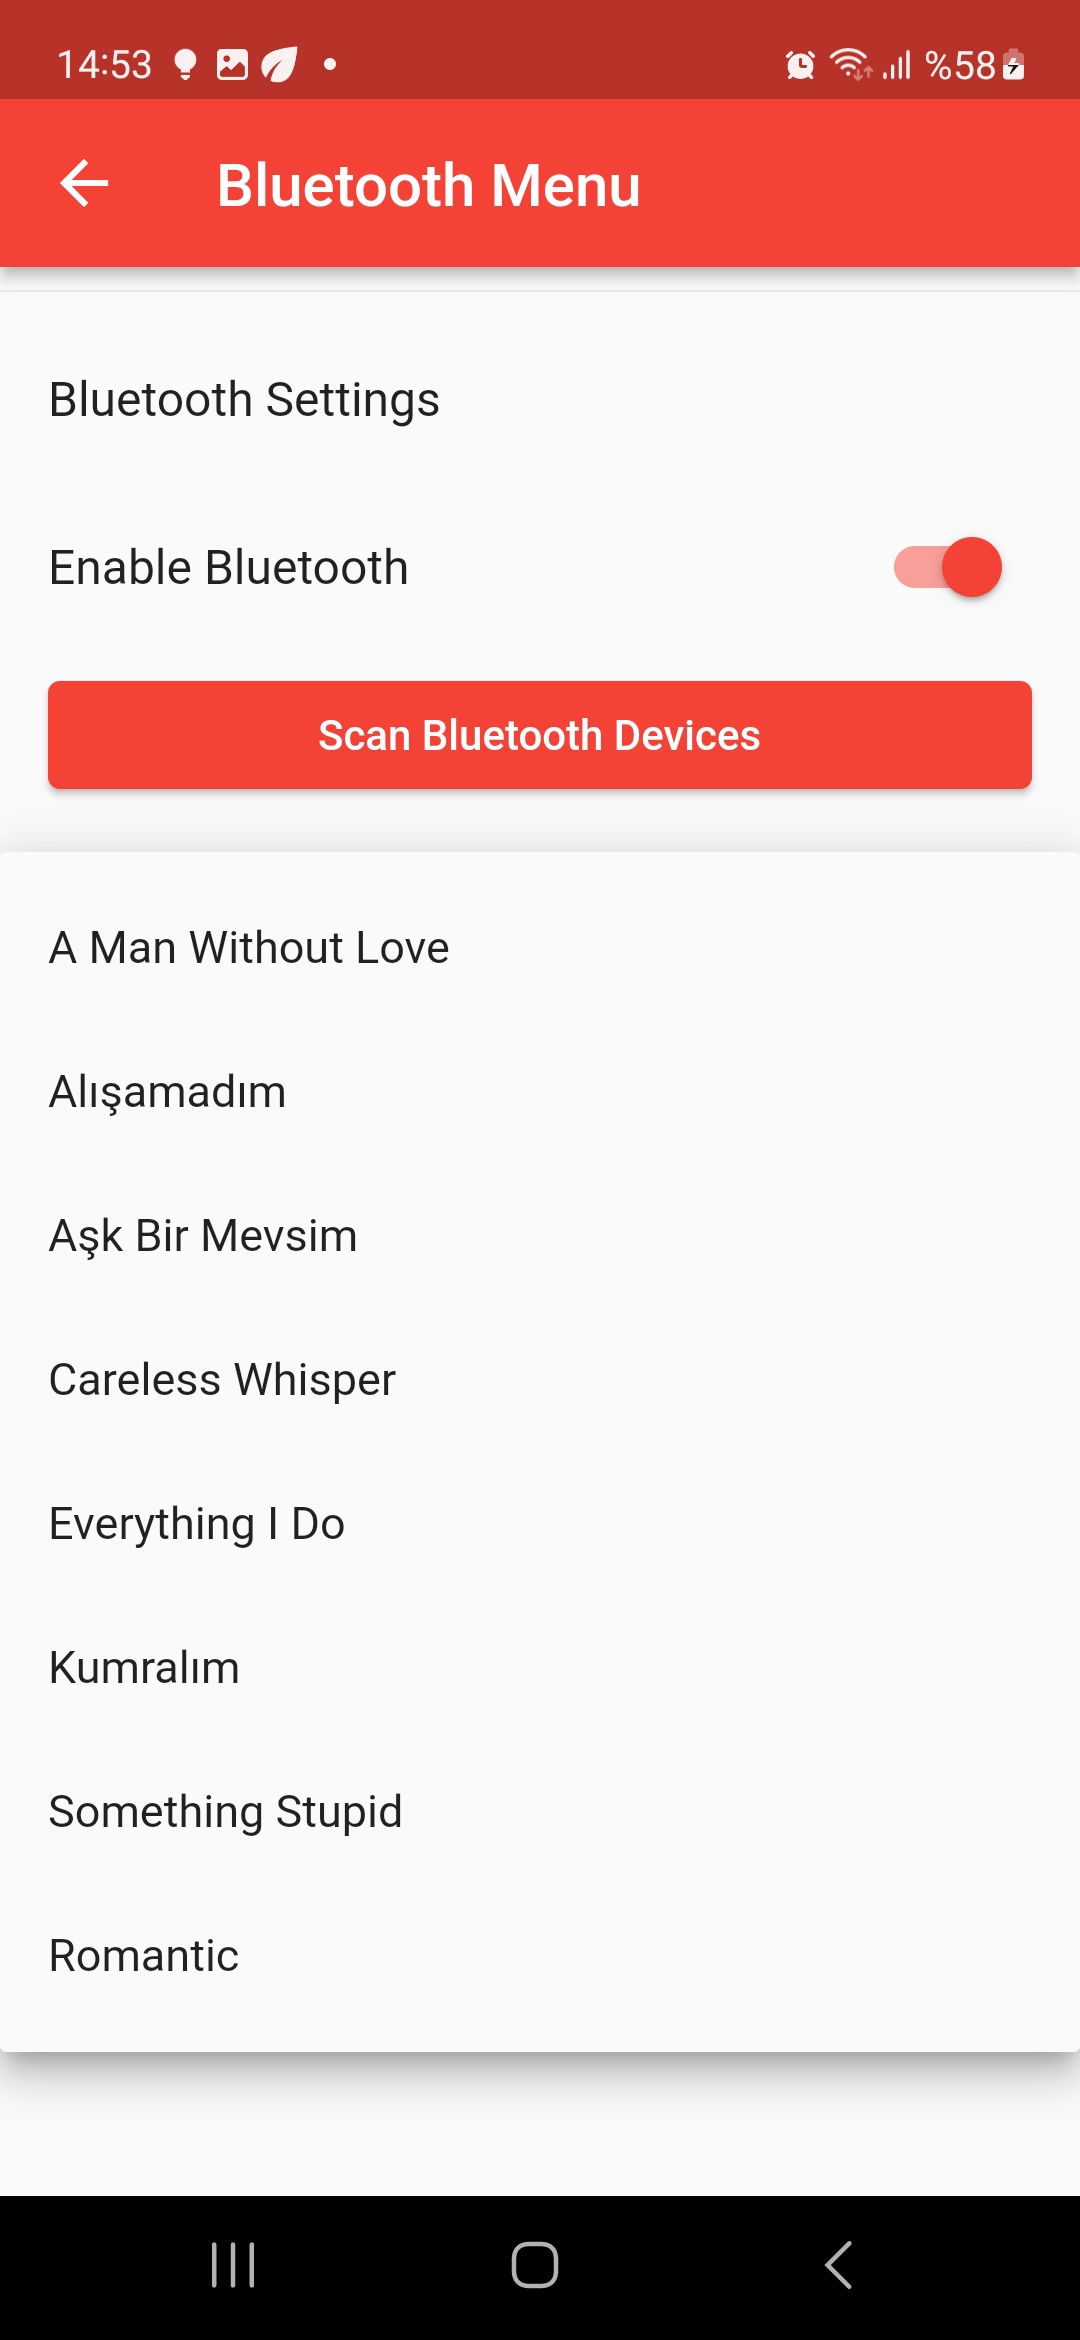 14:53 %58
Bluetooth Menu
Bluetooth Settings
Enable Bluetooth
Scan Bluetooth Devices
A Man Without Love
Alışamadım
Aşk Bir Mevsim
Careless Whisper
Everything I Do
Kumralım
Something Stupid
Romantic